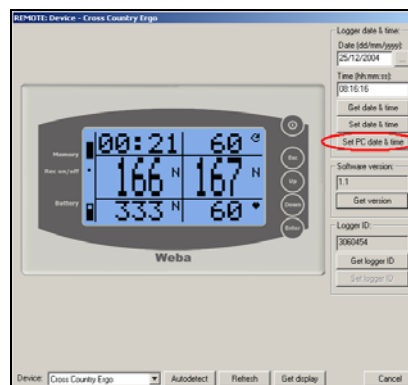 REMOTE: Device - Cross Country Ergo
Logger date & time:
Date (dd/mm/yyyy):
25/12/2004
...
Time (hh:mm:ss):
08:16:16
Get date & time
Set date & time
Set PC date & time
Software version:
1.1
Get version
Logger ID:
3060454
Get logger ID
Set logger ID
Memory
Rec on/off
Battery
00:21 60
166 N 167 N
333 N 60
Esc
Up
Down
Enter
Weba
Device: Cross Country Ergo Autodetect Refresh Get display Cancel